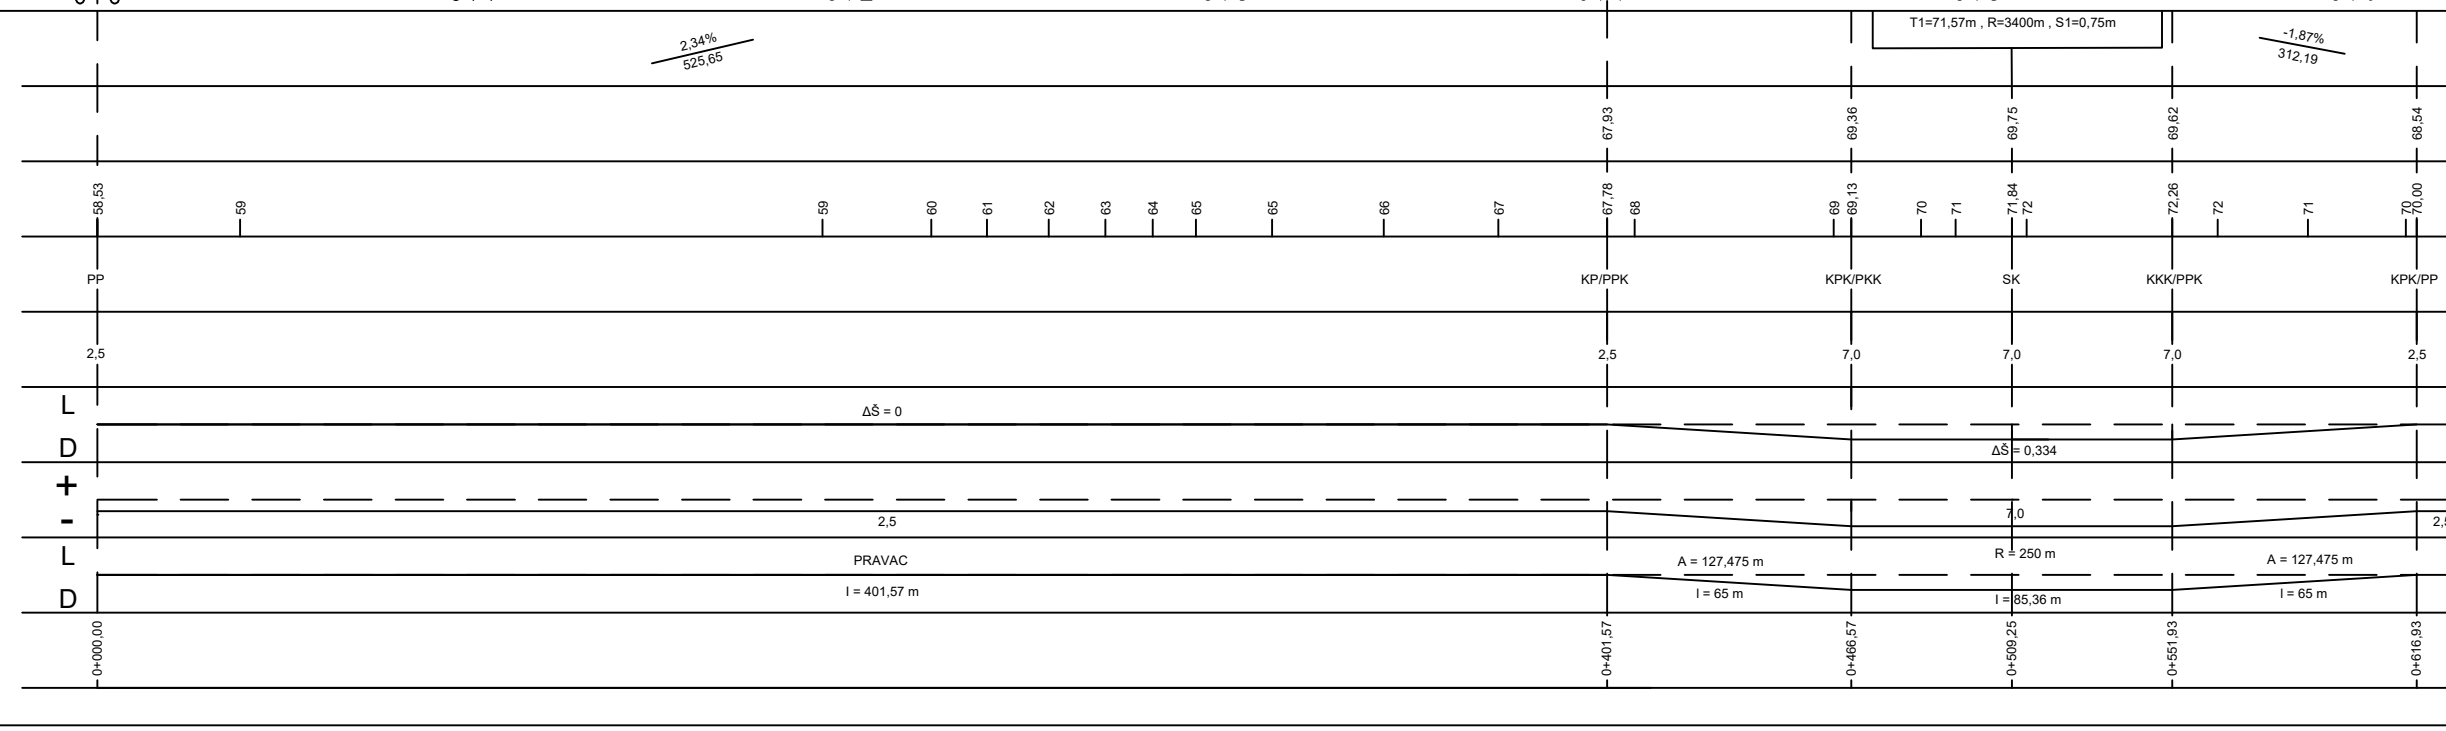 T1=71,57m , R=3400m , S1=0,75m
2,34%
525,65
-1,87%
312,19
67,93 69,36 69,75 69,62 68,54
58,53 59 59 60 61 62 63 64 65 65 66 67 67,78 68 69 69,13 70 71 71,84 72 72,26 72 71 70 70,00
PP KP/PPK KPK/PKK SK KKK/PPK KPK/PP
2,5 2,5 7,0 7,0 7,0 2,5
L
ΔŠ = 0
D
ΔŠ = 0,334
+
-
2,5 7,0
L
PRAVAC A = 127,475 m R = 250 m A = 127,475 m
D
l = 401,57 m l = 65 m l = 85,36 m l = 65 m
0+000,00 0+401,57 0+466,57 0+509,25 0+551,93 0+616,93